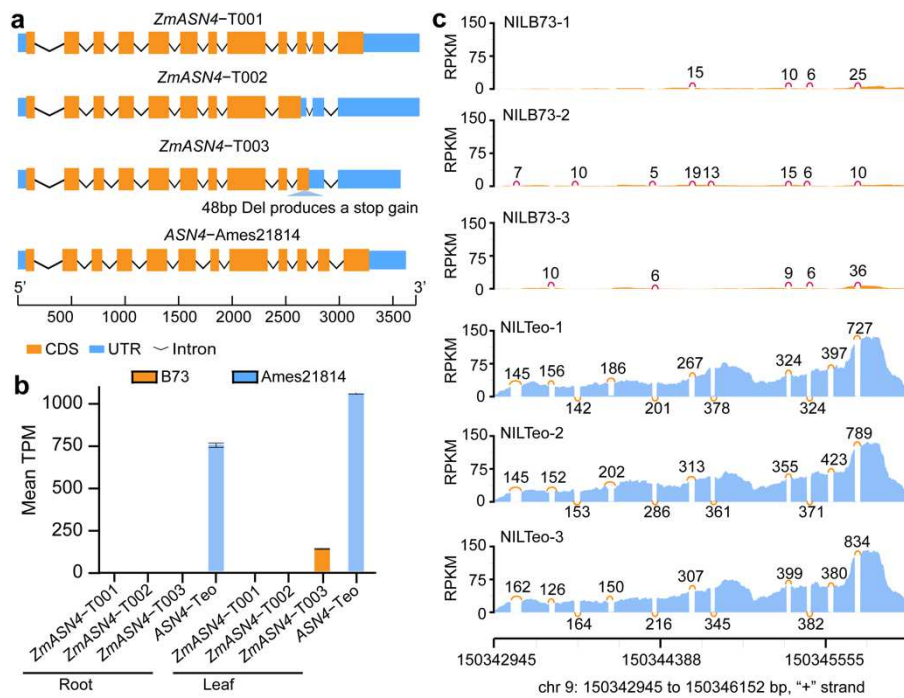 a
ZmASN4−T001
ZmASN4−T002
ZmASN4−T003
48bp Del produces a stop gain
ASN4−Ames21814
5’ 3’
500 1000 1500 2000 2500 3000 3500
CDS UTR Intron
b
B73 Ames21814
Mean TPM
1000
750
500
250
0
ZmASN4−T001
ZmASN4−T002
ZmASN4−T003
ASN4−Teo
ZmASN4−T001
ZmASN4−T002
ZmASN4−T003
ASN4−Teo
Root Leaf
c
RPKM
150
75
0
NILB73-1
15 10 6 25
RPKM
150
75
0
NILB73-2
7 10 5 19 13 15 6 10
RPKM
150
75
0
NILB73-3
10 6 9 6 36
RPKM
150
75
0
NILTeo-1
145 156 186 267 324 397 727
142 201 378 324
RPKM
150
75
0
NILTeo-2
145 152 202 313 355 423 789
153 286 361 371
RPKM
150
75
0
NILTeo-3
162 126 150 307 399 380 834
164 216 345 382
150342945 150344388 150345555
chr 9: 150342945 to 150346152 bp, “+” strand